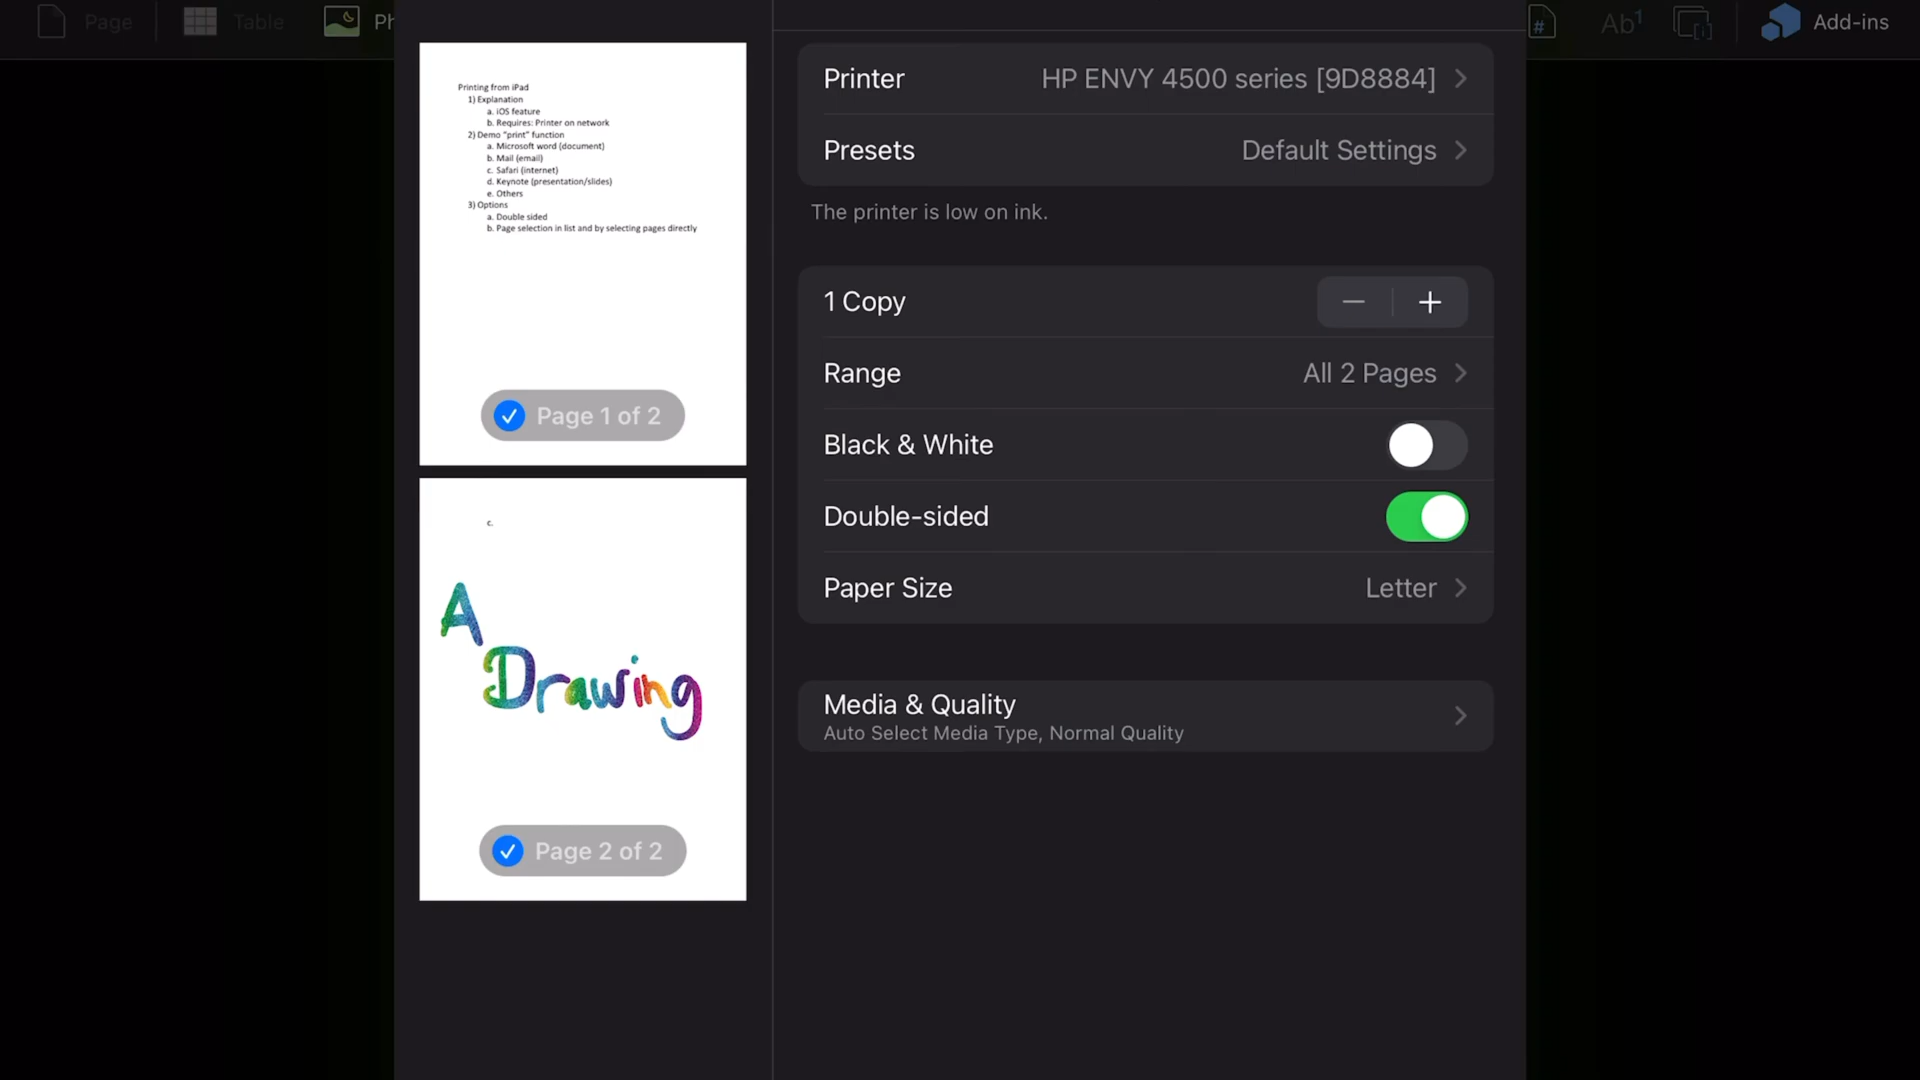 Page
Table
Ph
#
Ab1
Add-ins
Printing from iPad
1) Explanation
a. iOS feature
b. Requires: Printer on network
2) Demo "print" function
a. Microsoft word (document)
b. Mail (email)
c. Safari (internet)
d. Keynote (presentation/slides)
e. Others
3) Options
a. Double sided
b. Page selection in list and by selecting pages directly
Page 1 of 2
c.
A
Drawing
Page 2 of 2
Printer HP ENVY 4500 series [9D8884]
Presets Default Settings
The printer is low on ink.
1 Copy
Range All 2 Pages
Black & White
Double-sided
Paper Size Letter
Media & Quality
Auto Select Media Type, Normal Quality